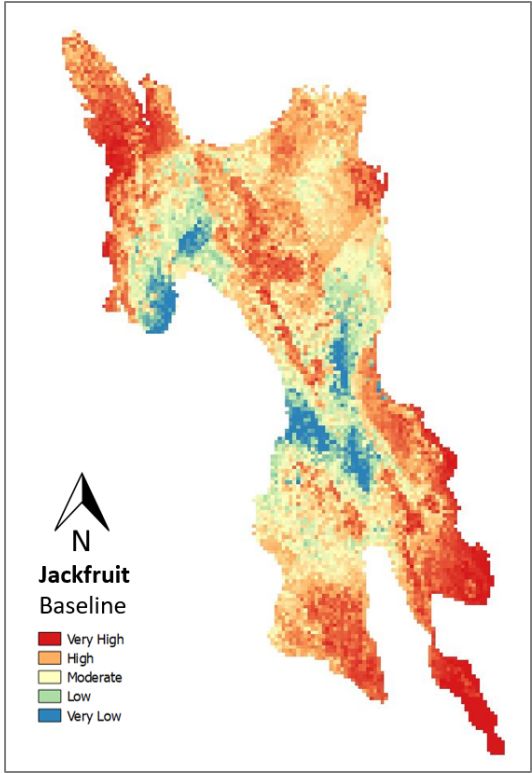 N
Jackfruit
Baseline
Very High
High
Moderate
Low
Very Low